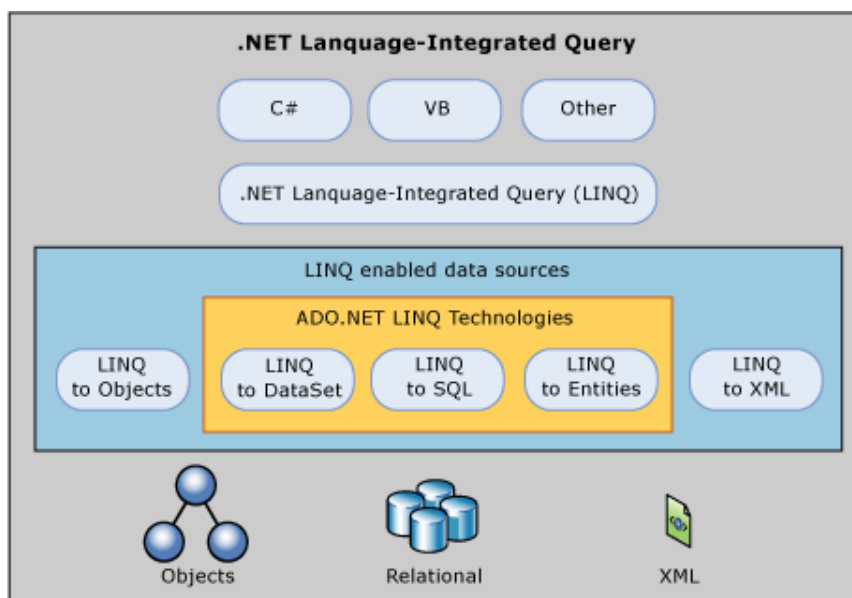 .NET Lanquage-Integrated Query
C#
VB
Other
.NET Lanquage-Integrated Query (LINQ)
LINQ enabled data sources
ADO.NET LINQ Technologies
LINQ
to Objects
LINQ
to DataSet
LINQ
to SQL
LINQ
to Entities
LINQ
to XML
Objects
Relational
XML